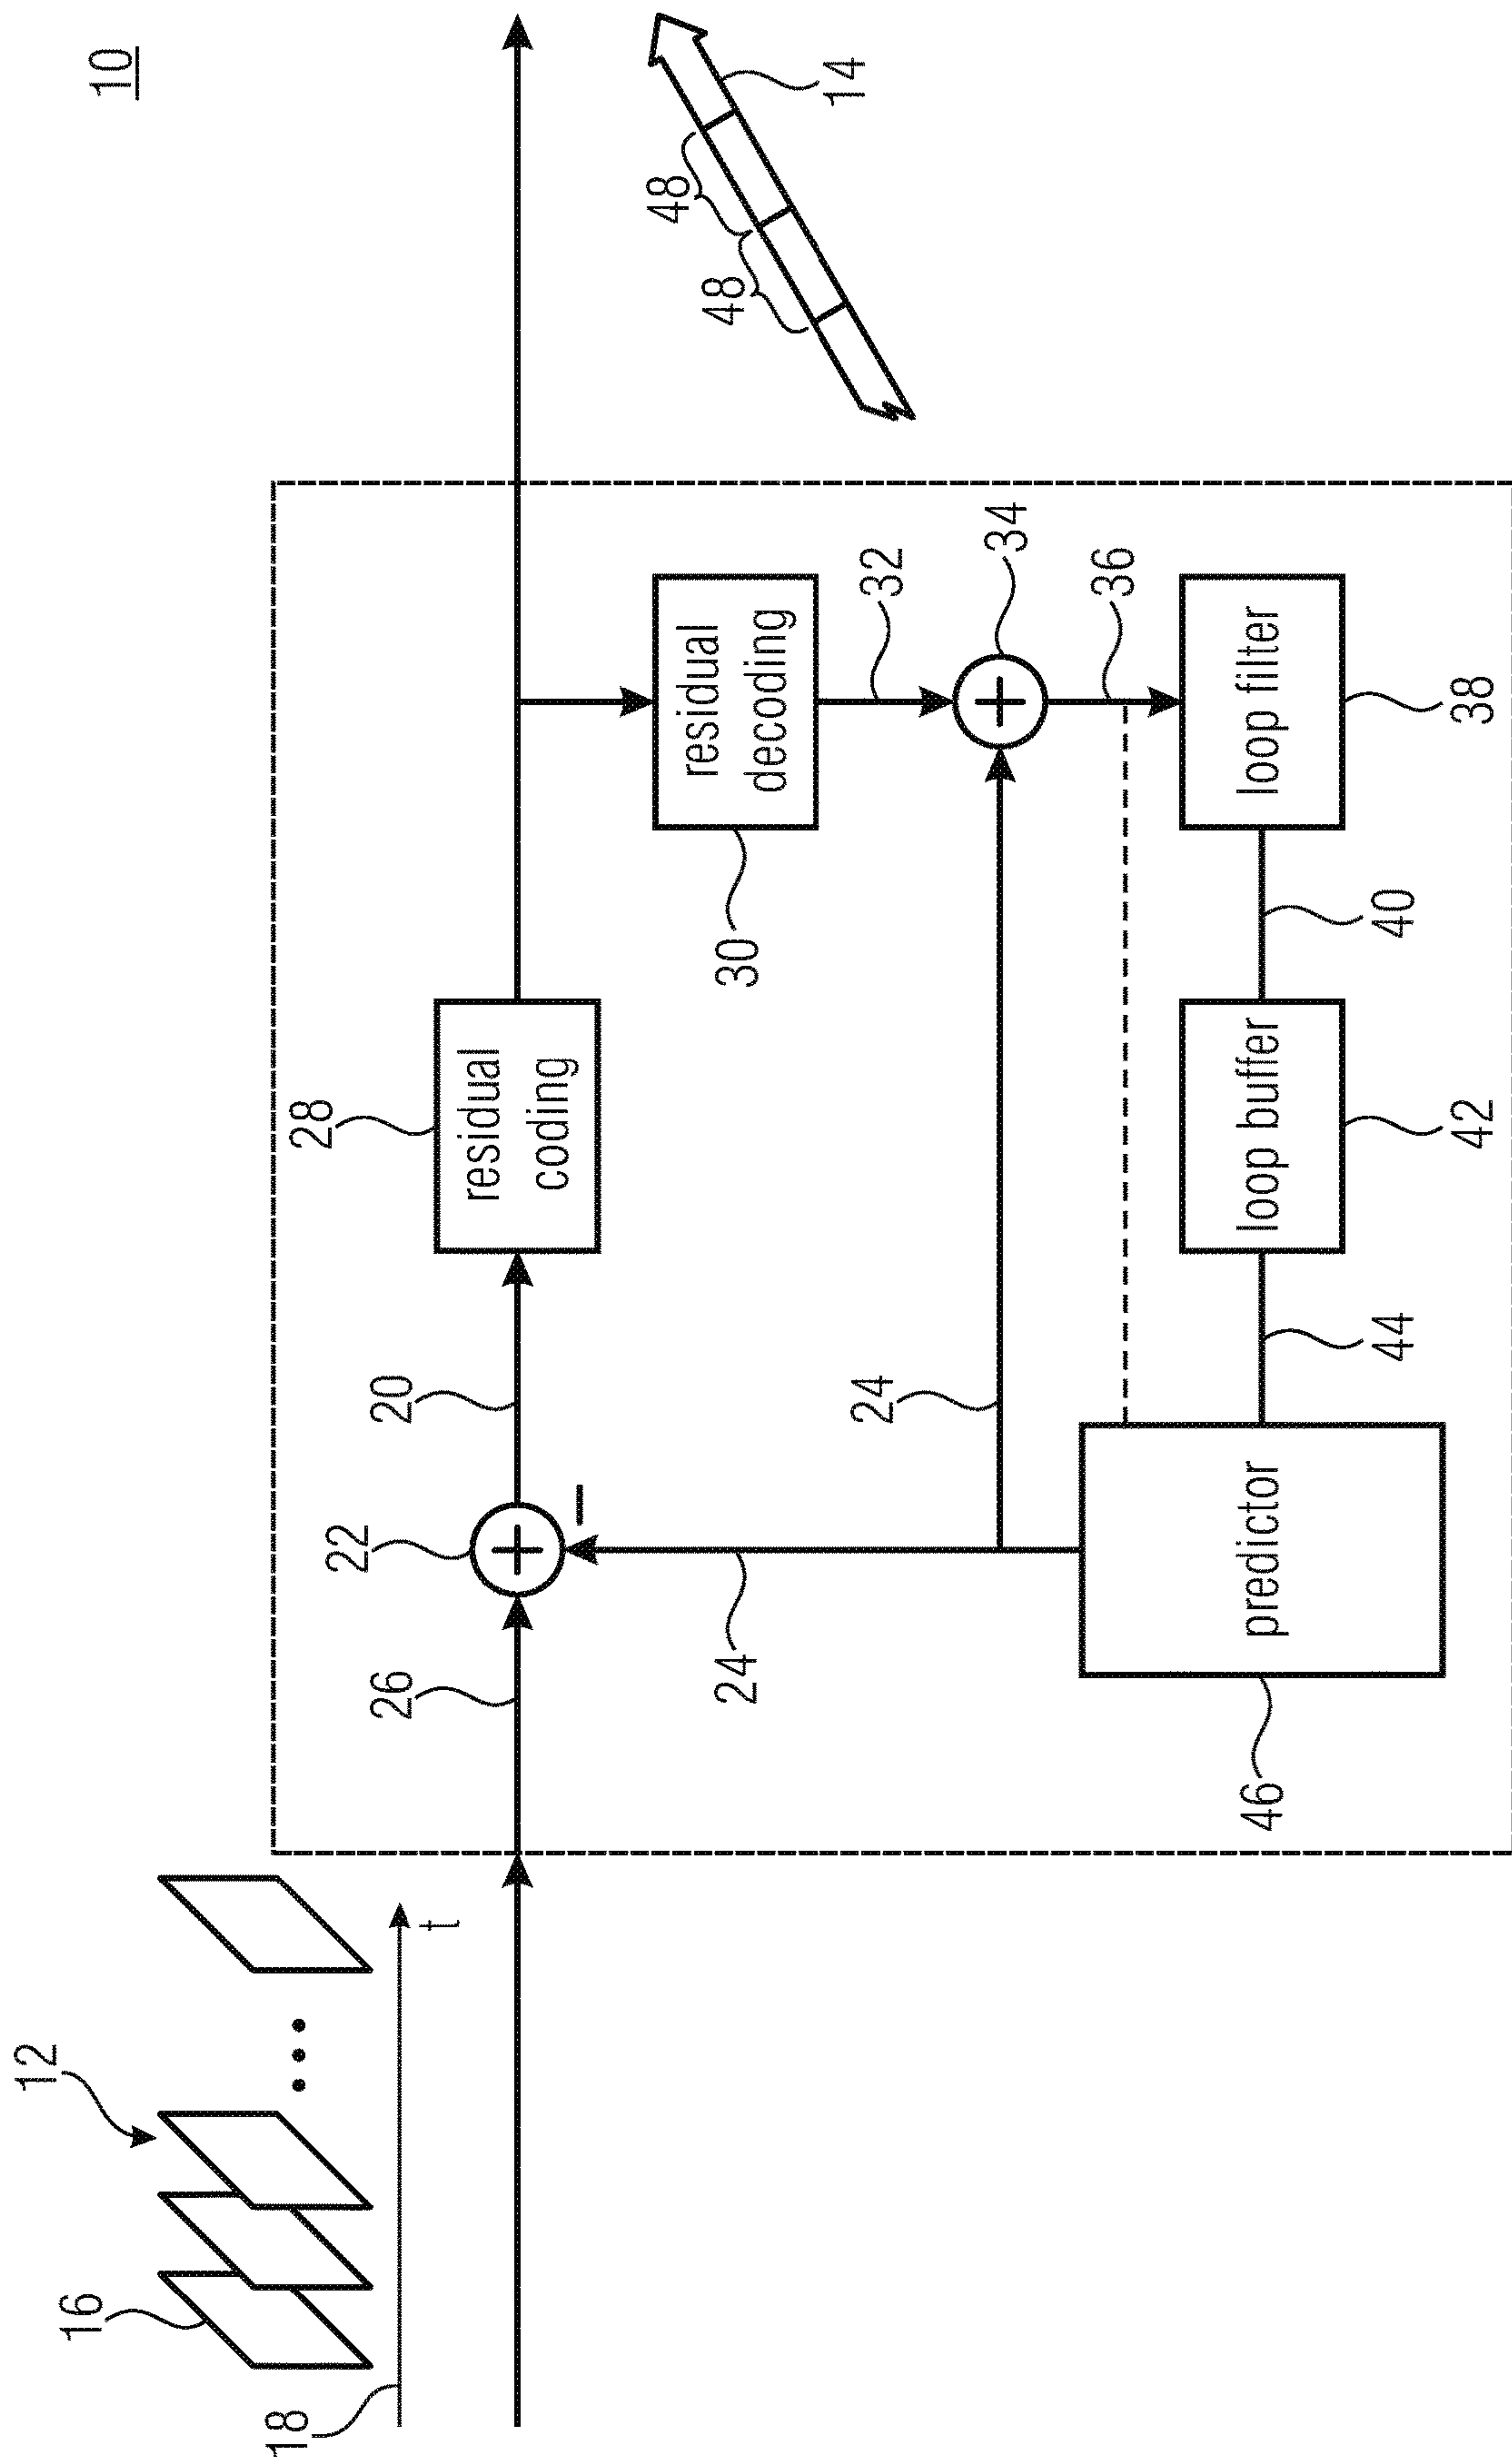 10
12
16
18
t
26
22
20
28
residual
coding
24
24
residual
decoding
30
32
34
36
48
48
14
predictor
46
44
loop buffer
42
40
loop filter
38